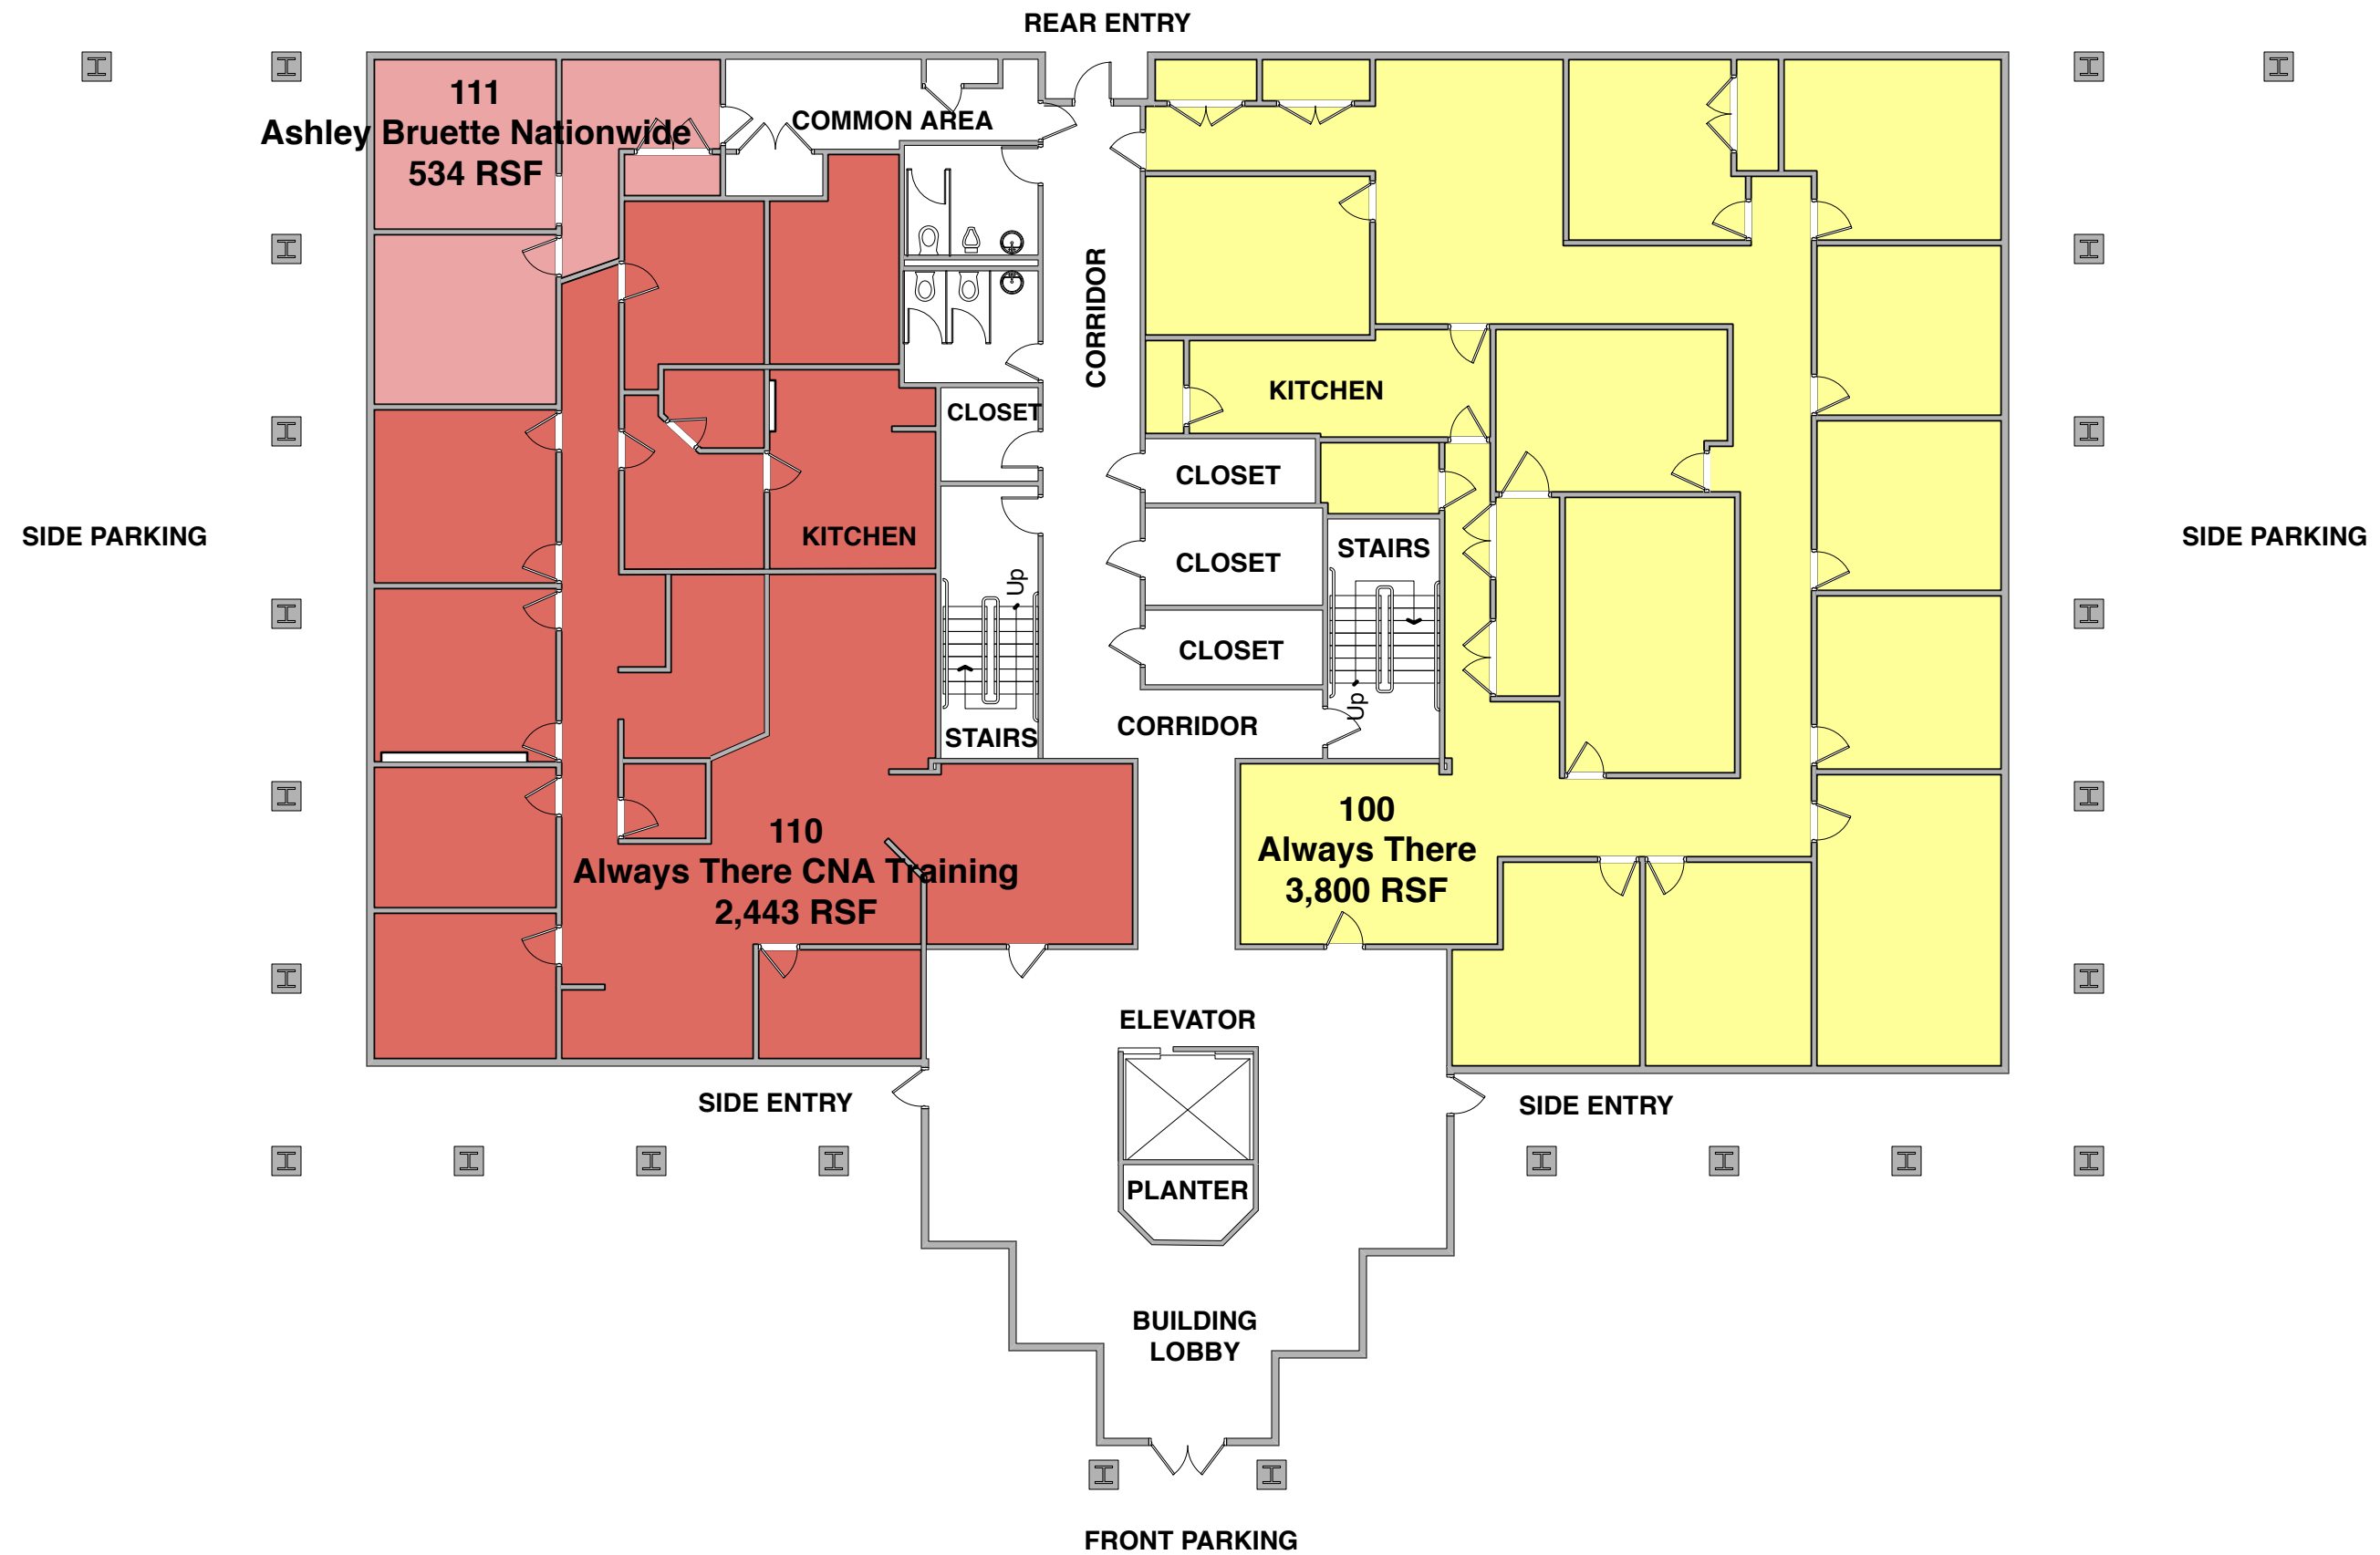 REAR ENTRY
111
Ashley Bruette Nationwide
534 RSF
COMMON AREA
CORRIDOR
KITCHEN
CLOSET
CLOSET
SIDE PARKING
KITCHEN
STAIRS
SIDE PARKING
CLOSET
Up
CLOSET
Up
STAIRS
CORRIDOR
110
Always There CNA Training
2,443 RSF
100
Always There
3,800 RSF
ELEVATOR
SIDE ENTRY
SIDE ENTRY
PLANTER
BUILDING
LOBBY
FRONT PARKING